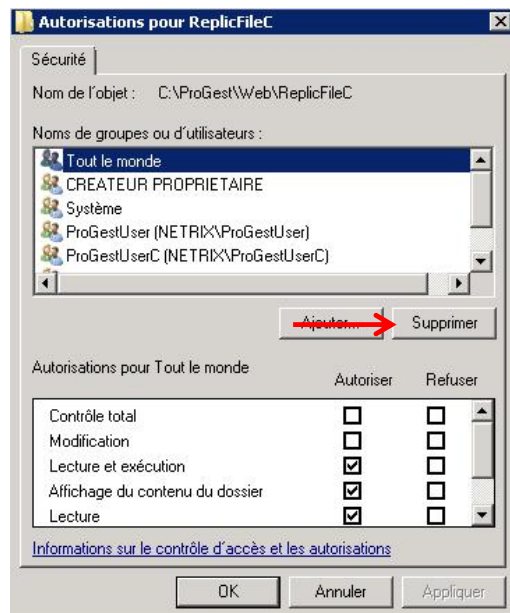 Autorisations pour ReplicFileC
Sécurité
Nom de l'objet : C:\ProGest\Web\ReplicFileC
Noms de groupes ou d'utilisateurs :
Tout le monde
CREATEUR PROPRIETAIRE
Système
ProGestUser (NETRIX\ProGestUser)
ProGestUserC (NETRIX\ProGestUserC)
Ajouter... Supprimer
Autorisations pour Tout le monde Autoriser Refuser
Contrôle total
Modification
Lecture et exécution
Affichage du contenu du dossier
Lecture
Informations sur le contrôle d'accès et les autorisations
OK Annuler Appliquer